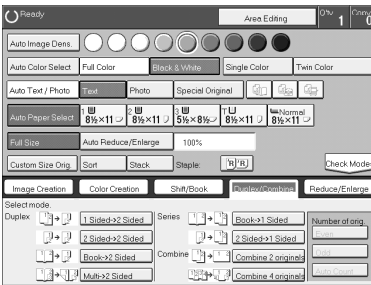 Ready
Area Editing
Q'ty 1
Copy
0
Auto Image Dens.
Auto Color Select Full Color Black & White Single Color Twin Color
Auto Text / Photo Text Photo Special Original
Auto Paper Select 1 8½×11 2 8½×11 3 5½×8½ T 8½×11 Normal 8½×11
Full Size Auto Reduce/Enlarge 100%
Custom Size Orig. Sort Stack Staple: Check Modes
Image Creation Color Creation Shift/Book Duplex/Combine Reduce/Enlarge
Select mode.
Duplex 1 Sided→2 Sided Series Book→1 Sided Number of orig.
2 Sided→2 Sided 2 Sided→1 Sided Even
Book→2 Sided Combine Combine 2 originals Odd
Multi→2 Sided Combine 4 originals Auto Count